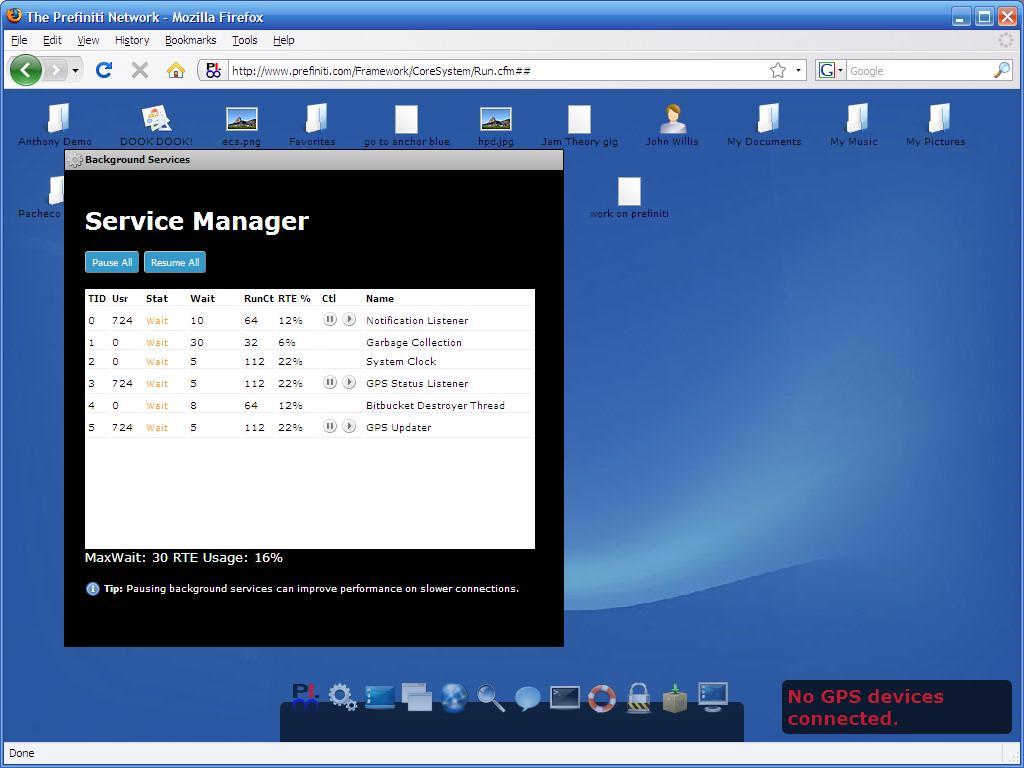 The Prefiniti Network - Mozilla Firefox
File Edit View History Bookmarks Tools Help
http://www.prefiniti.com/Framework/CoreSystem/Run.cfm## Google
Anthony Demo DOOK DOOK! ecs.png Favorites go to anchor blue hpd.jpg Jam Theory gig John Willis My Documents My Music My Pictures
Background Services
Pacheco work on prefiniti
Service Manager
Pause All Resume All
TID Usr Stat Wait RunCt RTE % Ctl Name
0 724 Wait 10 64 12% Notification Listener
1 0 Wait 30 32 6% Garbage Collection
2 0 Wait 5 112 22% System Clock
3 724 Wait 5 112 22% GPS Status Listener
4 0 Wait 8 64 12% Bitbucket Destroyer Thread
5 724 Wait 5 112 22% GPS Updater
MaxWait: 30 RTE Usage: 16%
Tip: Pausing background services can improve performance on slower connections.
No GPS devices
connected.
Done